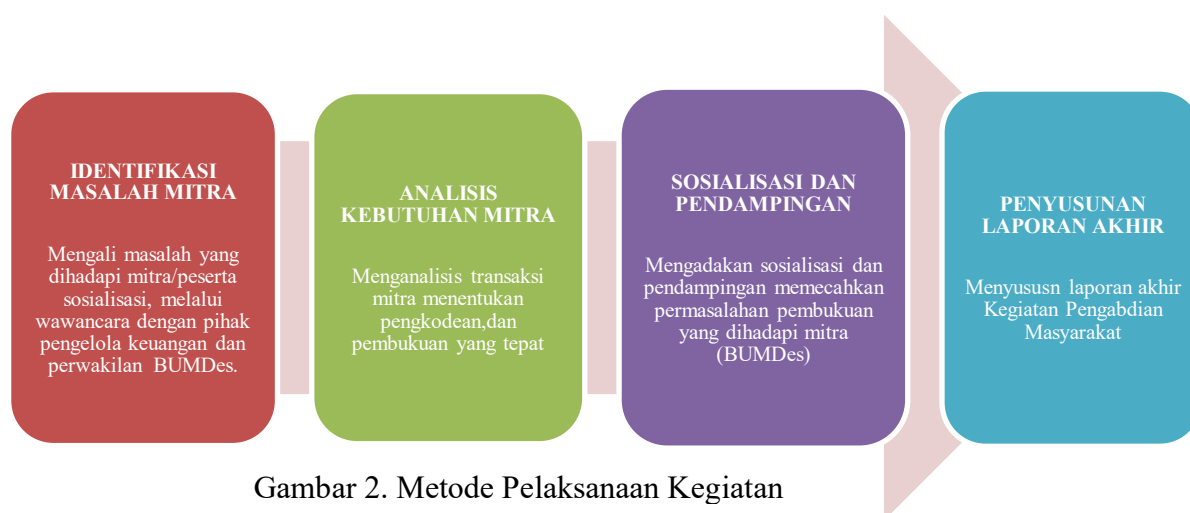 IDENTIFIKASI
MASALAH MITRA
Mengali masalah yang
dihadapi mitra/peserta
sosialisasi, melalui
wawancara dengan pihak
pengelola keuangan dan
perwakilan BUMDes.
ANALISIS
KEBUTUHAN MITRA
Menganalisis transaksi
mitra menentukan
pengkodean,dan
pembukuan yang tepat
SOSIALISASI DAN
PENDAMPINGAN
Mengadakan sosialisasi dan
pendampingan memecahkan
permasalahan pembukuan
yang dihadapi mitra
(BUMDes)
PENYUSUNAN
LAPORAN AKHIR
Menyususn laporan akhir
Kegiatan Pengabdian
Masyarakat
Gambar 2. Metode Pelaksanaan Kegiatan